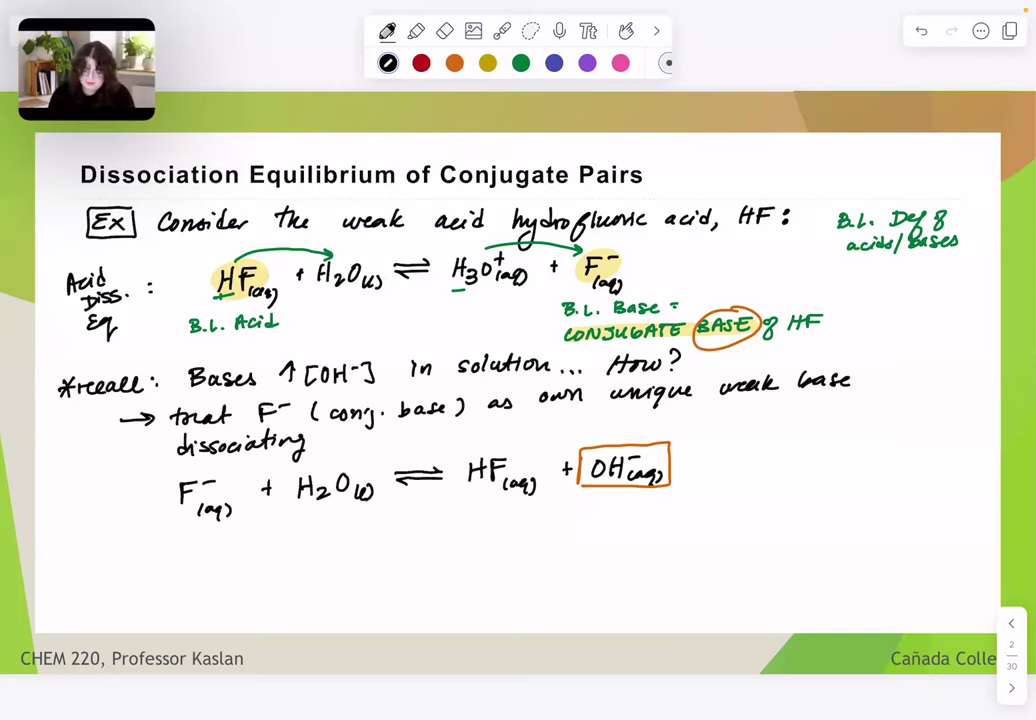 Tt
Dissociation Equilibrium of Conjugate Pairs
Ex Consider the weak acid hydrofluoric acid, HF:
B.L. Def of
acids/Bases
Acid
Diss. :
Eq
HF(aq) + H2O(l) ⇌ H3O+(aq) + F−(aq)
B.L. Acid
B.L. Base =
CONJUGATE BASE of HF
*recall: Bases ↑ [OH−] in solution... How?
→ treat F− (conj. base) as own unique weak base
dissociating
F−(aq) + H2O(l) ⇌ HF(aq) + OH−(aq)
CHEM 220, Professor Kaslan
Cañada Colle
2
30